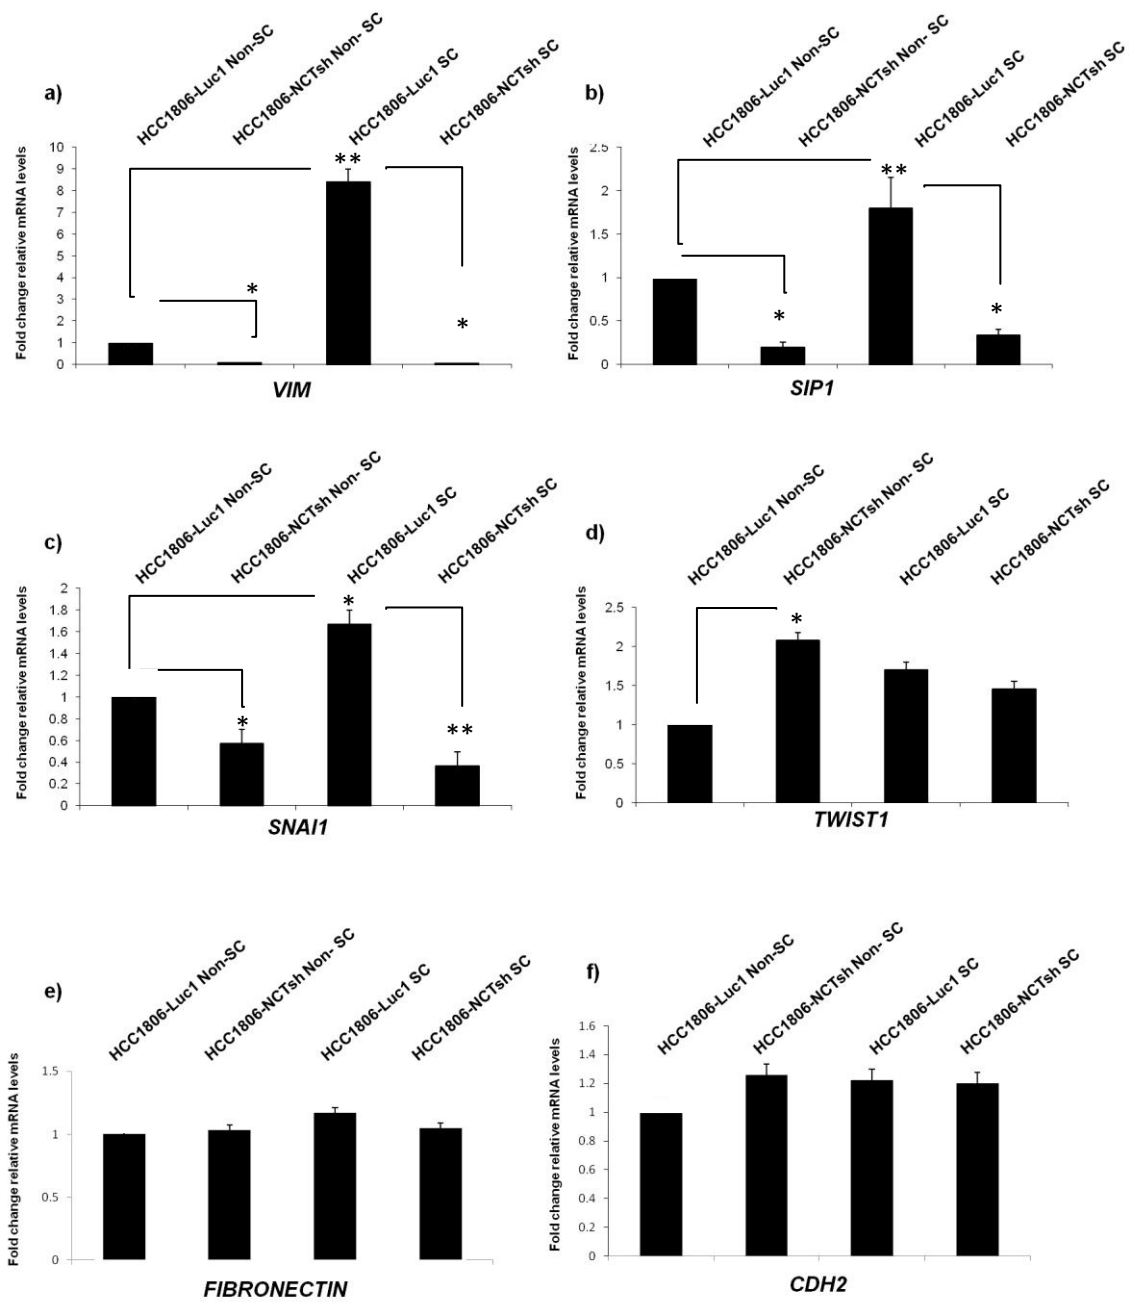 a)
HCC1806-Luc1 Non-SC
HCC1806-NCTsh Non- SC
HCC1806-Luc1 SC
HCC1806-NCTsh SC
Fold change relative mRNA levels
10
9
8
7
6
5
4
3
2
1
0
*
**
*
VIM
b)
HCC1806-Luc1 Non-SC
HCC1806-NCTsh Non- SC
HCC1806-Luc1 SC
HCC1806-NCTsh SC
Fold change relative mRNA levels
2.5
2
1.5
1
0.5
0
*
**
*
SIP1
c)
HCC1806-Luc1 Non-SC
HCC1806-NCTsh Non- SC
HCC1806-Luc1 SC
HCC1806-NCTsh SC
Fold change relative mRNA levels
2
1.8
1.6
1.4
1.2
1
0.8
0.6
0.4
0.2
0
*
*
**
SNAI1
d)
HCC1806-Luc1 Non-SC
HCC1806-NCTsh Non- SC
HCC1806-Luc1 SC
HCC1806-NCTsh SC
Fold change relative mRNA levels
2.5
2
1.5
1
0.5
0
*
TWIST1
e)
HCC1806-Luc1 Non-SC
HCC1806-NCTsh Non- SC
HCC1806-Luc1 SC
HCC1806-NCTsh SC
Fold change relative mRNA levels
1.5
1
0.5
0
FIBRONECTIN
f)
HCC1806-Luc1 Non-SC
HCC1806-NCTsh Non- SC
HCC1806-Luc1 SC
HCC1806-NCTsh SC
Fold change relative mRNA levels
1.6
1.4
1.2
1
0.8
0.6
0.4
0.2
0
CDH2